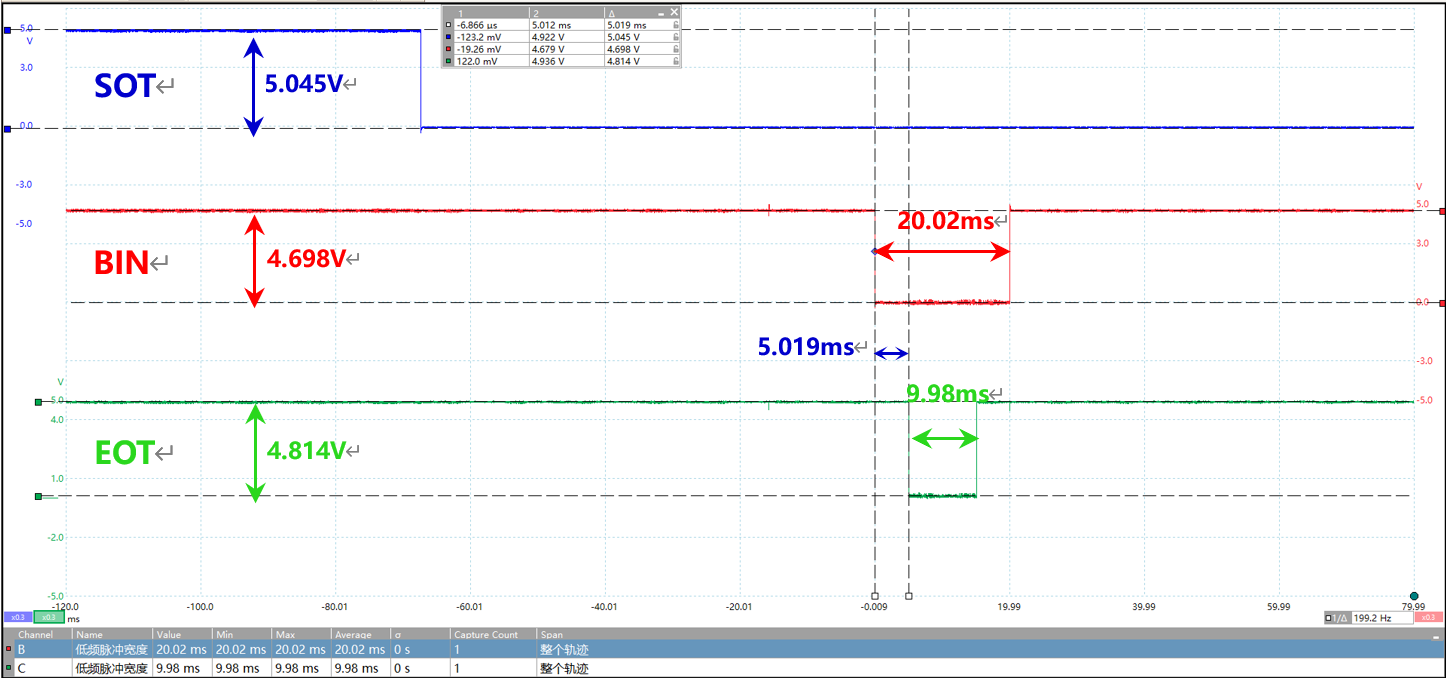 1 2 Δ
-6.866 µs 5.012 ms 5.019 ms
-123.2 mV 4.922 V 5.045 V
-19.26 mV 4.679 V 4.698 V
122.0 mV 4.936 V 4.814 V
5.0
V
3.0
0.0
-3.0
-5.0
SOT↵
5.045V↵
V
5.0
3.0
0.0
-3.0
-5.0
BIN↵
4.698V↵
20.02ms↵
5.019ms↵
V
5.0
4.0
1.0
-2.0
-5.0
EOT↵
4.814V↵
9.98ms↵
-120.0 -100.0 -80.01 -60.01 -40.01 -20.01 -0.009 19.99 39.99 59.99 79.99
x0.3 x0.3 ms
1/Δ 199.2 Hz x0.3
Channel Name Value Min Max Average σ Capture Count Span
B 低频脉冲宽度 20.02 ms 20.02 ms 20.02 ms 20.02 ms 0 s 1 整个轨迹
C 低频脉冲宽度 9.98 ms 9.98 ms 9.98 ms 9.98 ms 0 s 1 整个轨迹